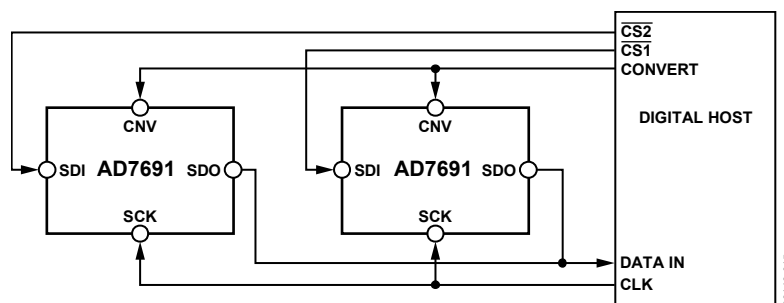 CS2
CS1
CONVERT
DIGITAL HOST
CNV
SDI AD7691 SDO
SCK
CNV
SDI AD7691 SDO
SCK
DATA IN
CLK